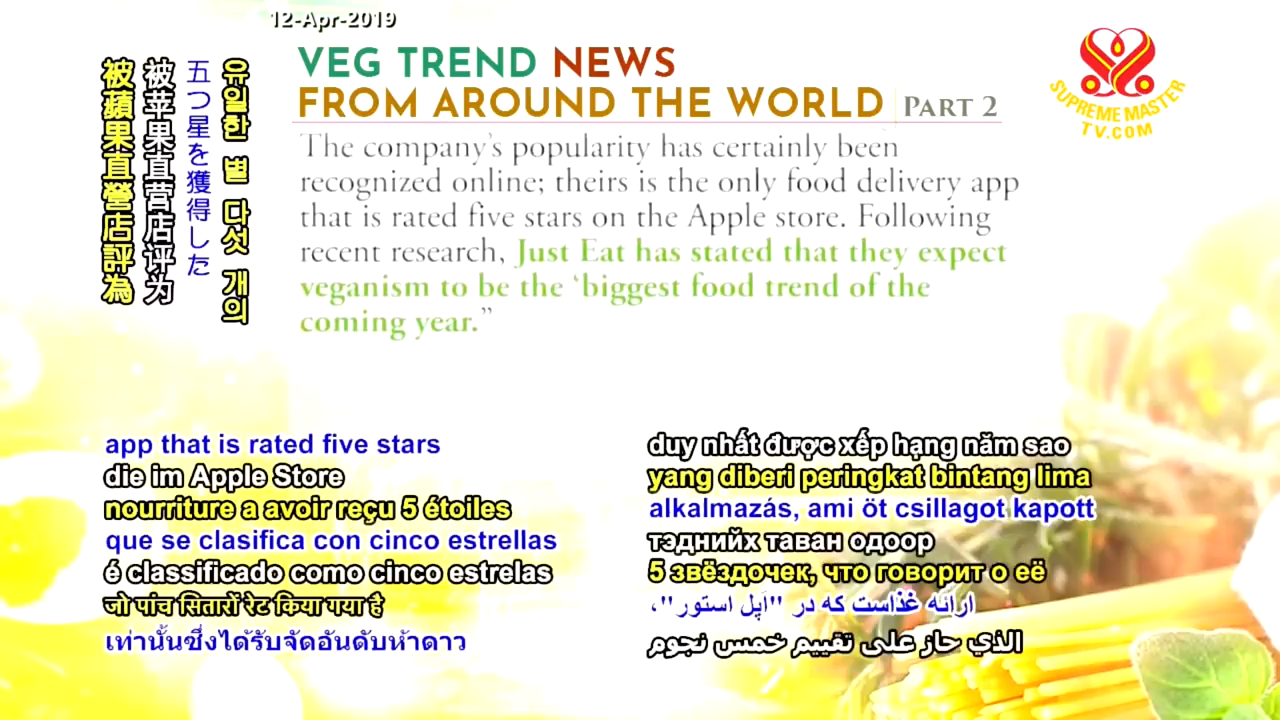 12-Apr-2019
VEG TREND NEWS
FROM AROUND THE WORLD PART 2
The company's popularity has certainly been
recognized online; theirs is the only food delivery app
that is rated five stars on the Apple store. Following
recent research, Just Eat has stated that they expect
veganism to be the 'biggest food trend of the
coming year."
SUPREME MASTER
TV.COM
被蘋果直營店評為
被苹果直营店评为
五つ星を獲得した
유일한 별 다섯 개의
app that is rated five stars
die im Apple Store
nourriture a avoir reçu 5 étoiles
que se clasifica con cinco estrellas
é classificado como cinco estrelas
जो पांच सितारों रेट किया गया है
เท่านั้นซึ่งได้รับจัดอันดับห้าดาว
duy nhất được xếp hạng năm sao
yang diberi peringkat bintang lima
alkalmazás, ami öt csillagot kapott
тэднийх таван одоор
5 звёздочек, что говорит о её
ارائه غذاست که در "اَپل استور"،
الذي حاز على تقييم خمس نجوم